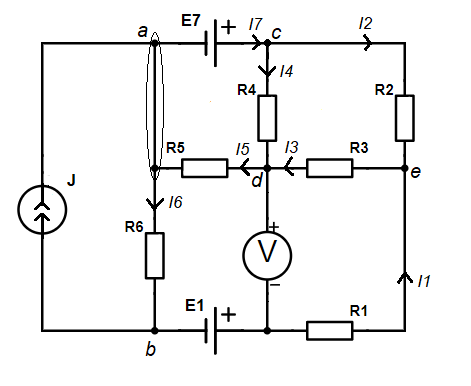 a E7 + I7 c I2
I4
R4 R2
R5 I5 I3 R3
d e
J I6
R6 + V −
E1 + R1 I1
b